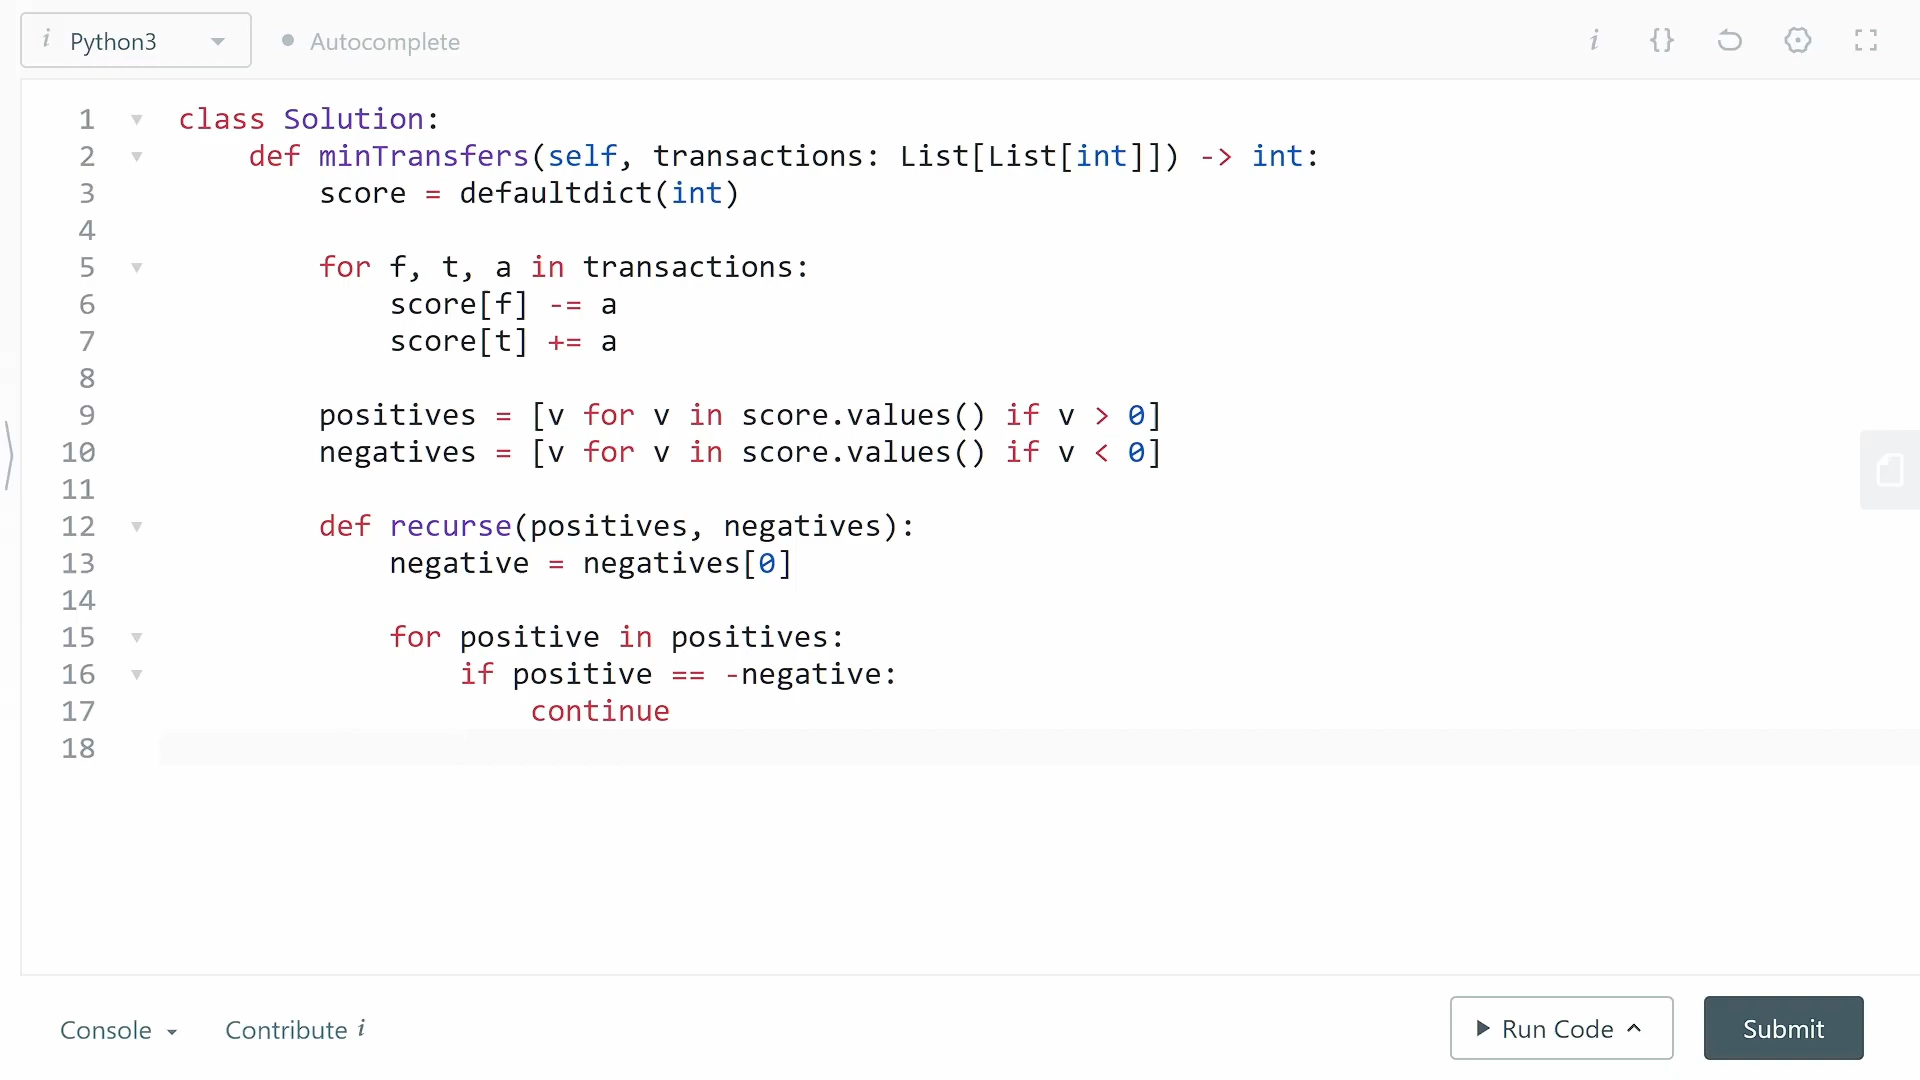 i Python3 Autocomplete i {}
1 class Solution:
2     def minTransfers(self, transactions: List[List[int]]) -> int:
3         score = defaultdict(int)
4
5         for f, t, a in transactions:
6             score[f] -= a
7             score[t] += a
8
9         positives = [v for v in score.values() if v > 0]
10         negatives = [v for v in score.values() if v < 0]
11
12         def recurse(positives, negatives):
13             negative = negatives[0]
14
15             for positive in positives:
16                 if positive == -negative:
17                     continue
18
Console Contribute i Run Code Submit